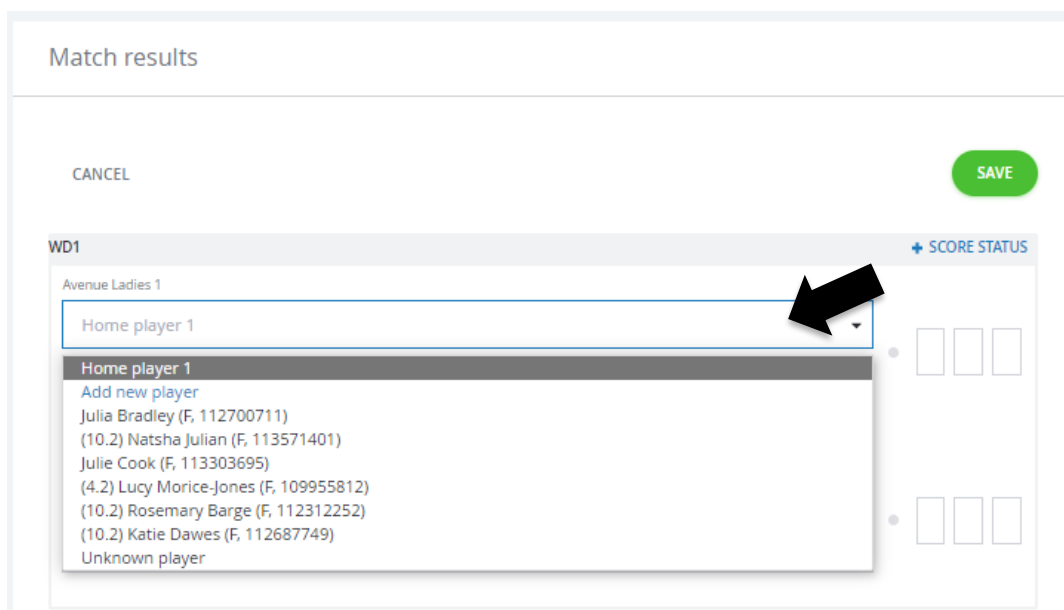 Match results
CANCEL
SAVE
WD1
+ SCORE STATUS
Avenue Ladies 1
Home player 1
Home player 1
Add new player
Julia Bradley (F, 112700711)
(10.2) Natsha Julian (F, 113571401)
Julie Cook (F, 113303695)
(4.2) Lucy Morice-Jones (F, 109955812)
(10.2) Rosemary Barge (F, 112312252)
(10.2) Katie Dawes (F, 112687749)
Unknown player